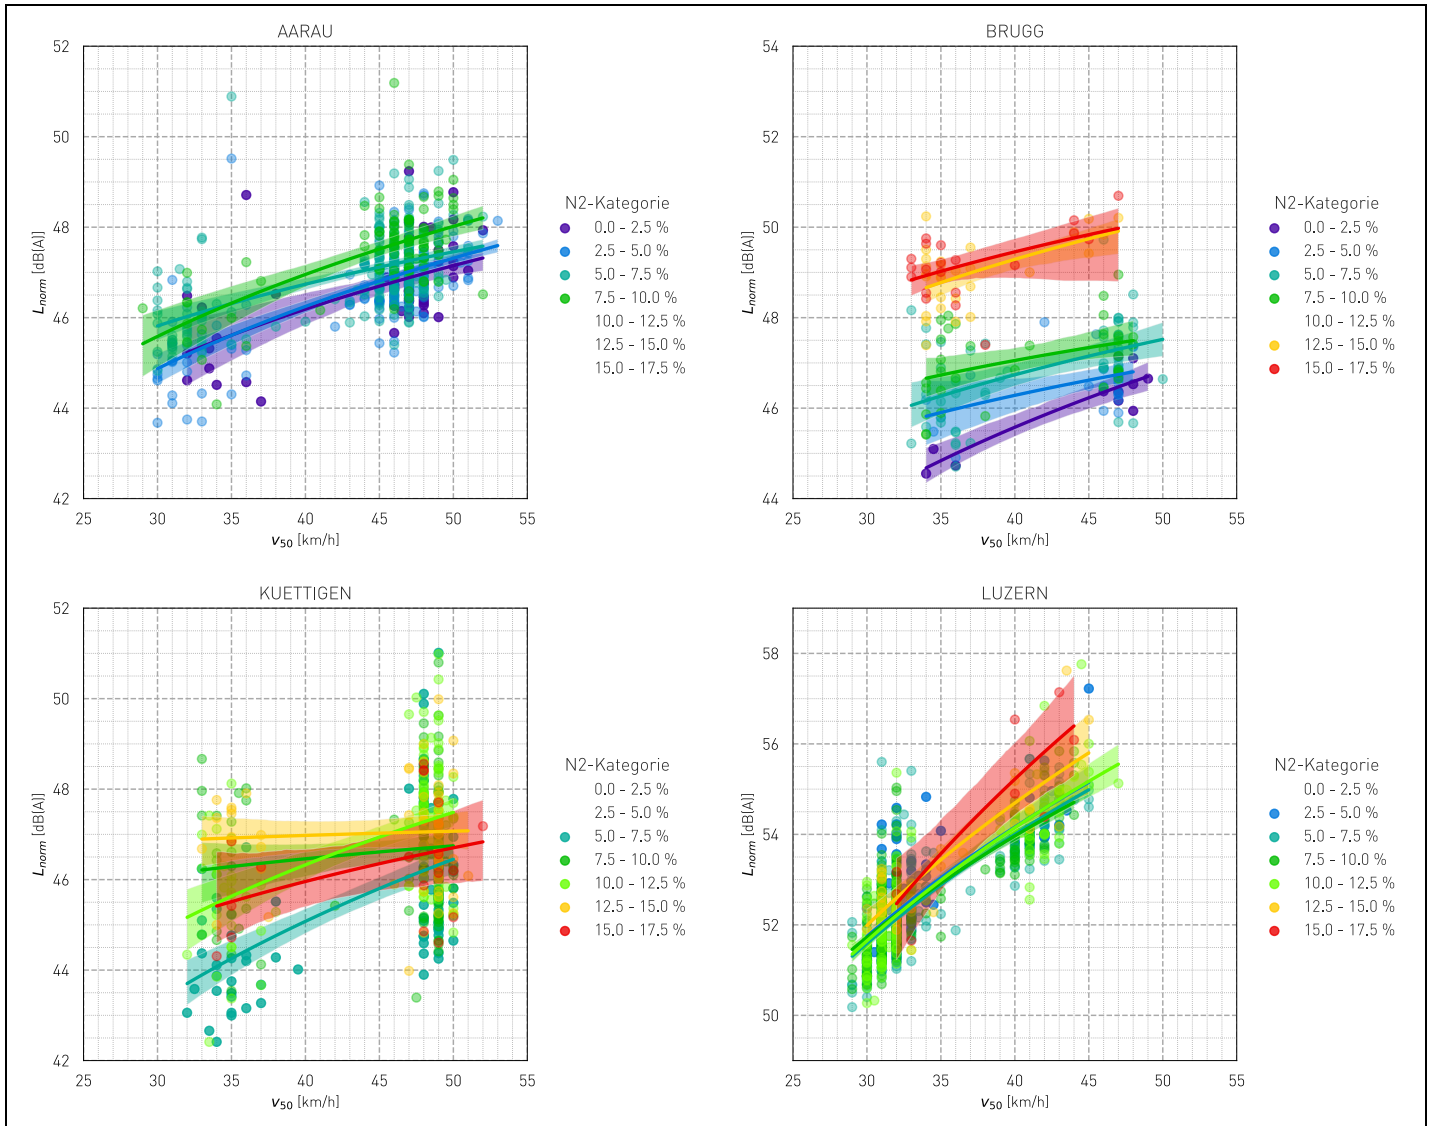 AARAU
52
50
48
46
44
42
L_norm [dB(A)]
25 30 35 40 45 50 55
v_50 [km/h]
N2-Kategorie
0.0 - 2.5 %
2.5 - 5.0 %
5.0 - 7.5 %
7.5 - 10.0 %
10.0 - 12.5 %
12.5 - 15.0 %
15.0 - 17.5 %
BRUGG
54
52
50
48
46
44
L_norm [dB(A)]
25 30 35 40 45 50 55
v_50 [km/h]
N2-Kategorie
0.0 - 2.5 %
2.5 - 5.0 %
5.0 - 7.5 %
7.5 - 10.0 %
10.0 - 12.5 %
12.5 - 15.0 %
15.0 - 17.5 %
KUETTIGEN
52
50
48
46
44
42
L_norm [dB(A)]
25 30 35 40 45 50 55
v_50 [km/h]
N2-Kategorie
0.0 - 2.5 %
2.5 - 5.0 %
5.0 - 7.5 %
7.5 - 10.0 %
10.0 - 12.5 %
12.5 - 15.0 %
15.0 - 17.5 %
LUZERN
58
56
54
52
50
L_norm [dB(A)]
25 30 35 40 45 50 55
v_50 [km/h]
N2-Kategorie
0.0 - 2.5 %
2.5 - 5.0 %
5.0 - 7.5 %
7.5 - 10.0 %
10.0 - 12.5 %
12.5 - 15.0 %
15.0 - 17.5 %